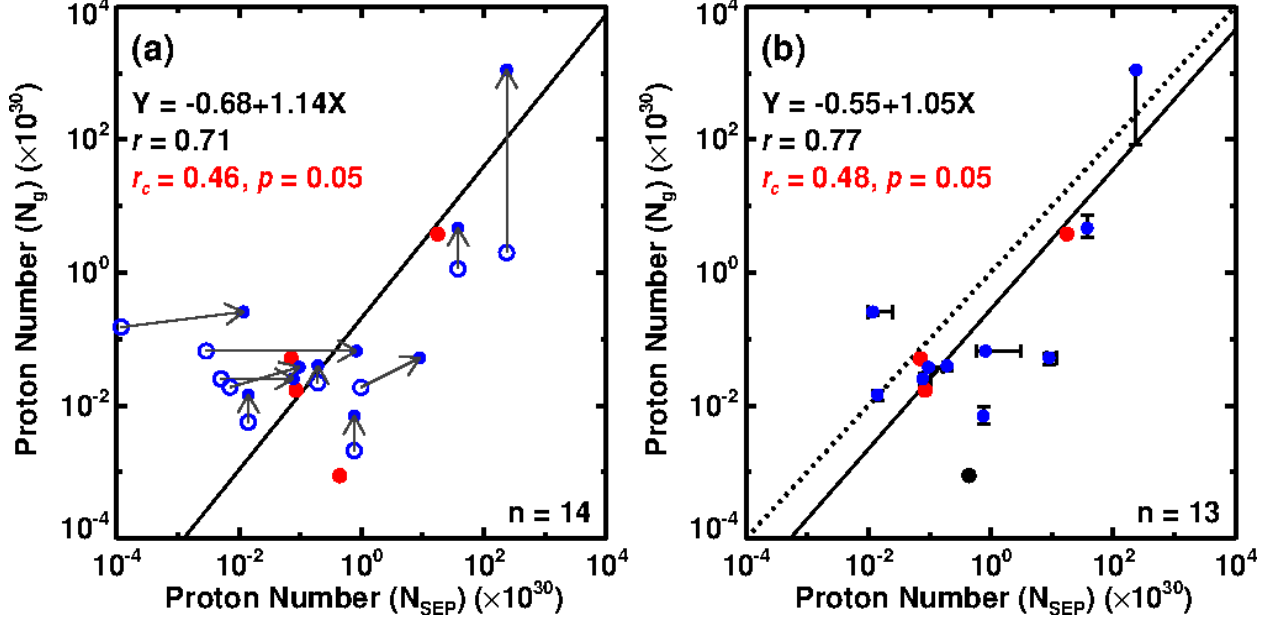 (a)
Y = -0.68+1.14X
r = 0.71
r_c = 0.46, p = 0.05
n = 14
10^4
10^2
10^0
10^-2
10^-4
Proton Number (N_g) (×10^30)
10^-4 10^-2 10^0 10^2 10^4
Proton Number (N_SEP) (×10^30)
(b)
Y = -0.55+1.05X
r = 0.77
r_c = 0.48, p = 0.05
n = 13
10^4
10^2
10^0
10^-2
10^-4
Proton Number (N_g) (×10^30)
10^-4 10^-2 10^0 10^2 10^4
Proton Number (N_SEP) (×10^30)